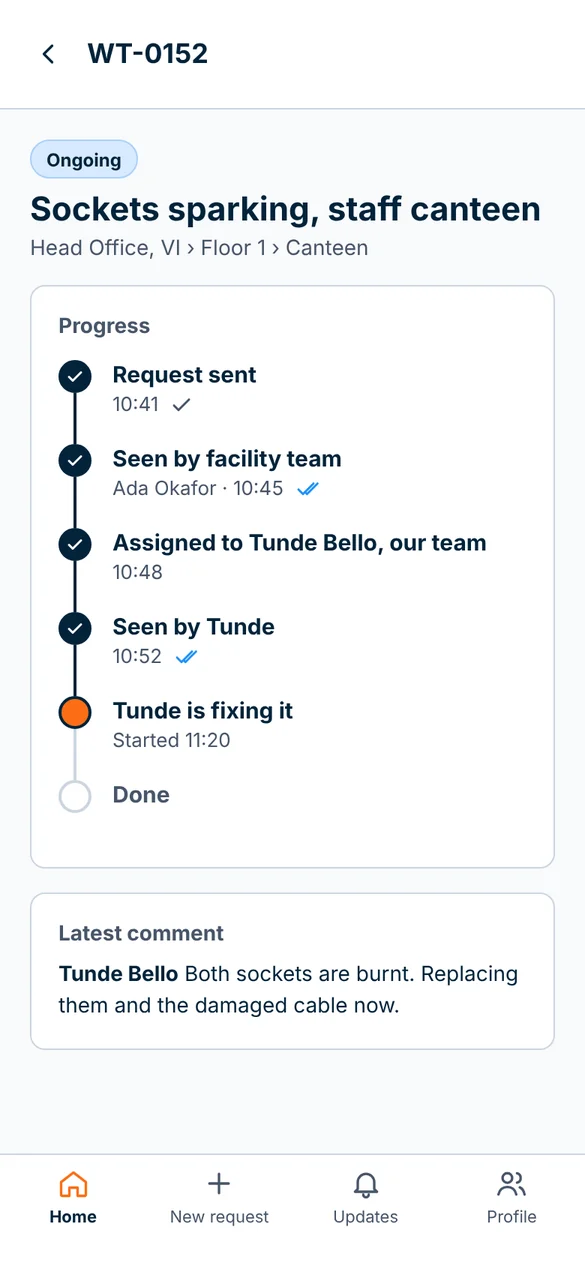 WT-0152
Ongoing
Sockets sparking, staff canteen
Head Office, VI › Floor 1 › Canteen
Progress
Request sent
10:41
Seen by facility team
Ada Okafor · 10:45
Assigned to Tunde Bello, our team
10:48
Seen by Tunde
10:52
Tunde is fixing it
Started 11:20
Done
Latest comment
Tunde Bello Both sockets are burnt. Replacing
them and the damaged cable now.
Home
New request
Updates
Profile